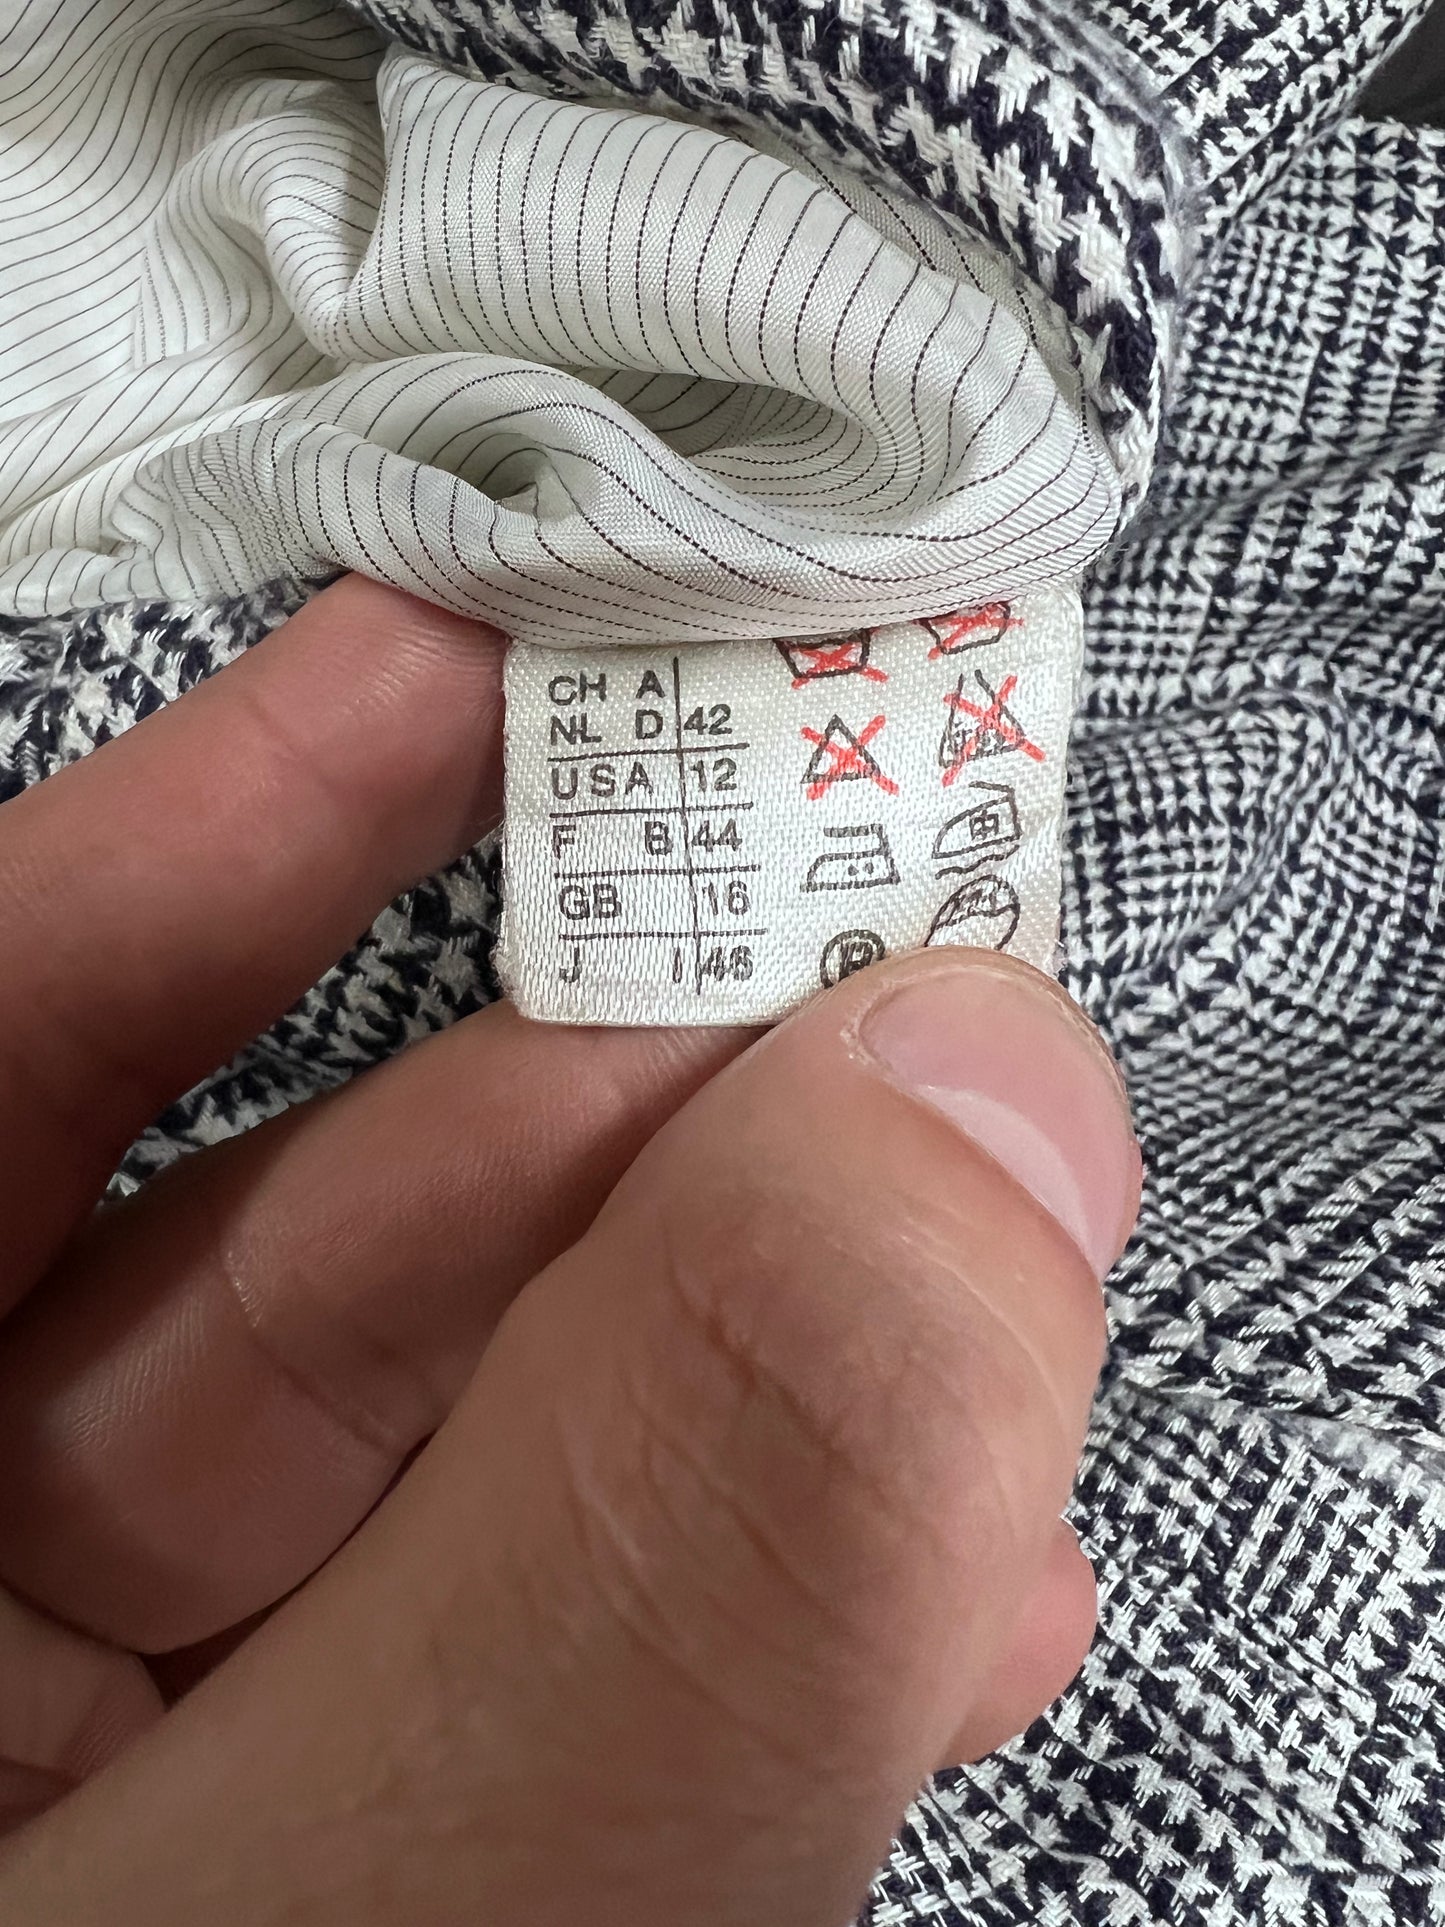 CH A
NL D 42
USA 12
F B 44
GB 16
J I 46
P